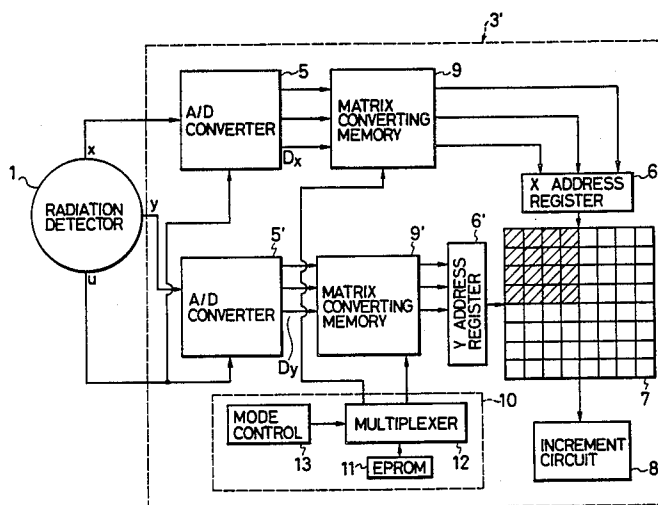 3'
5
9
A/D
CONVERTER
MATRIX
CONVERTING
MEMORY
x
Dx
1
RADIATION
DETECTOR
y
u
X ADDRESS
REGISTER
6
5'
9'
6'
A/D
CONVERTER
MATRIX
CONVERTING
MEMORY
Y ADDRESS
REGISTER
Dy
7
10
MODE
CONTROL
13
MULTIPLEXER
12
11
EPROM
INCREMENT
CIRCUIT
8